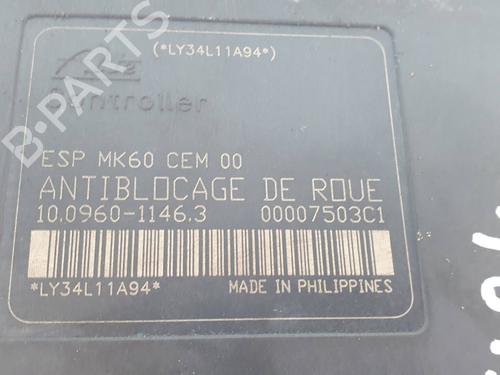 (*LY34L11A94*)
Controller
ESP MK60 CEM 00
ANTIBLOCAGE DE ROUE
10.0960-1146.3 00007503C1
*LY34L11A94* MADE IN PHILIPPINES
B-PARTS